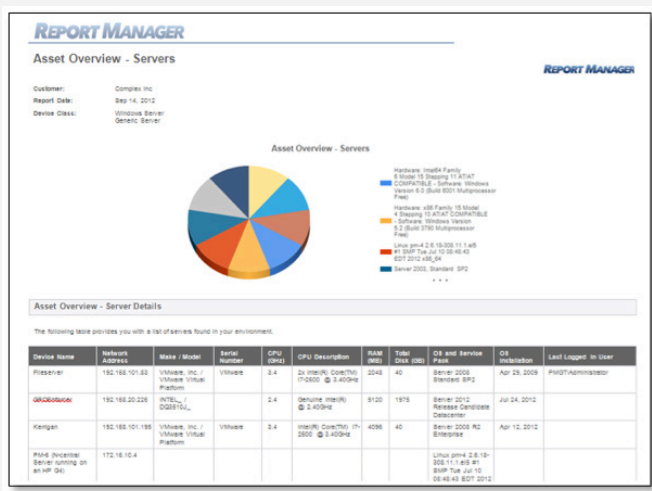 REPORT MANAGER
Asset Overview - Servers
REPORT MANAGER
Customer: Complex Inc
Report Date: Sep 14, 2012
Device Class: Windows Server
Generic Server
Asset Overview - Servers
Hardware: Intel64 Family
6 Model 15 Stepping 11 AT/AT
COMPATIBLE - Software: Windows
Version 6.0 (Build 6001 Multiprocessor
Free)
Hardware: x86 Family 15 Model
4 Stepping 10 AT/AT COMPATIBLE
- Software: Windows Version
5.2 (Build 3790 Multiprocessor
Free)
Linux pm-4 2.6.18-308.11.1.el5
#1 SMP Tue Jul 10 08:48:43
EDT 2012 x86_64
Server 2003, Standard SP2
Asset Overview - Server Details
The following table provides you with a list of servers found in your environment.
Device Name Network Address Make / Model Serial Number CPU (GHz) CPU Description RAM (MB) Total Disk (GB) OS and Service Pack OS Installation Last Logged In User
Fileserver 192.168.101.83 VMware, Inc. / VMware Virtual Platform VMware 3.4 2x Intel(R) Core(TM) i7-2600 @ 3.40GHz 2048 40 Server 2008 Standard SP2 Apr 29, 2009 PMGT\Administrator
192.168.20.226 INTEL_ / DQ3510J_ 2.4 Genuine Intel(R) @ 2.40GHz 5120 1975 Server 2012 Release Candidate Datacenter Jul 24, 2012
Kerrigan 192.168.101.195 VMware, Inc. / VMware Virtual Platform VMware 3.4 Intel(R) Core(TM) i7-2600 @ 3.40GHz 4096 40 Server 2008 R2 Enterprise Apr 12, 2012
PM-6 (N-central Server running on an HP G4) 172.16.10.4 Linux pm-4 2.6.18-308.11.1.el5 #1 SMP Tue Jul 10 08:48:43 EDT 2012